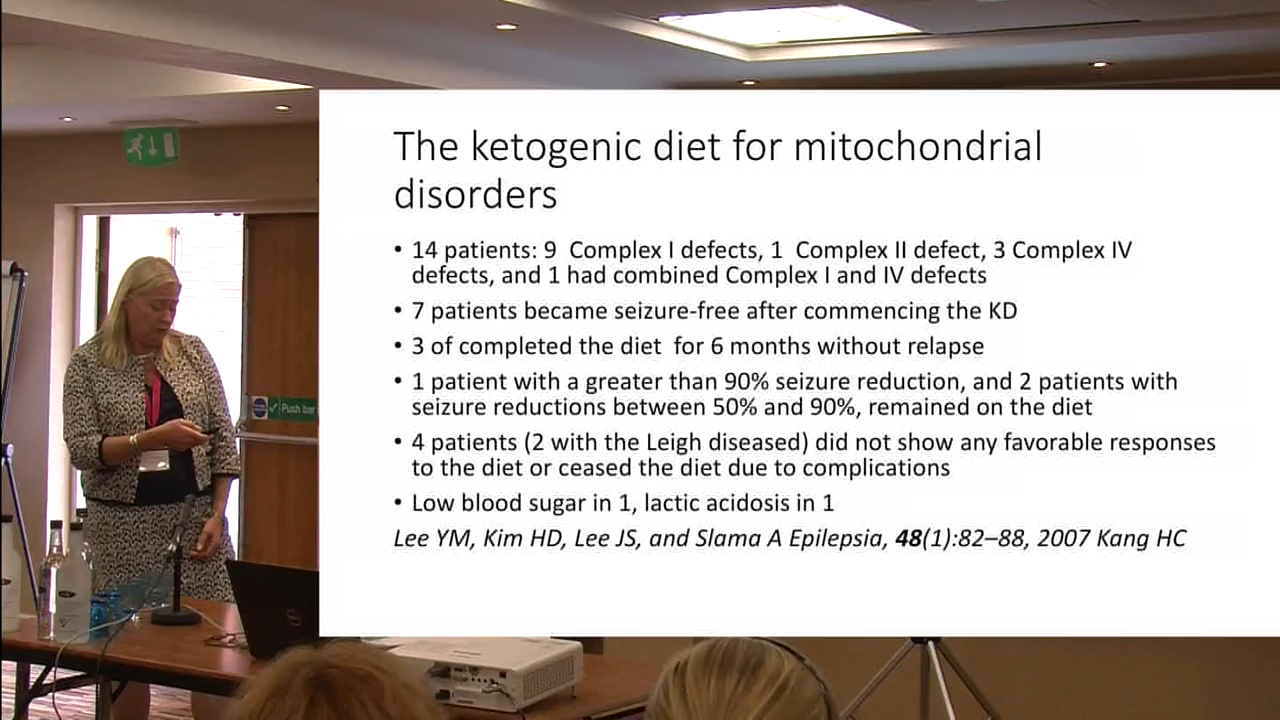 The ketogenic diet for mitochondrial
disorders
• 14 patients: 9  Complex I defects, 1  Complex II defect, 3 Complex IV
defects, and 1 had combined Complex I and IV defects
• 7 patients became seizure-free after commencing the KD
• 3 of completed the diet  for 6 months without relapse
• 1 patient with a greater than 90% seizure reduction, and 2 patients with
seizure reductions between 50% and 90%, remained on the diet
• 4 patients (2 with the Leigh diseased) did not show any favorable responses
to the diet or ceased the diet due to complications
• Low blood sugar in 1, lactic acidosis in 1
Lee YM, Kim HD, Lee JS, and Slama A Epilepsia, 48(1):82–88, 2007 Kang HC
Push bar